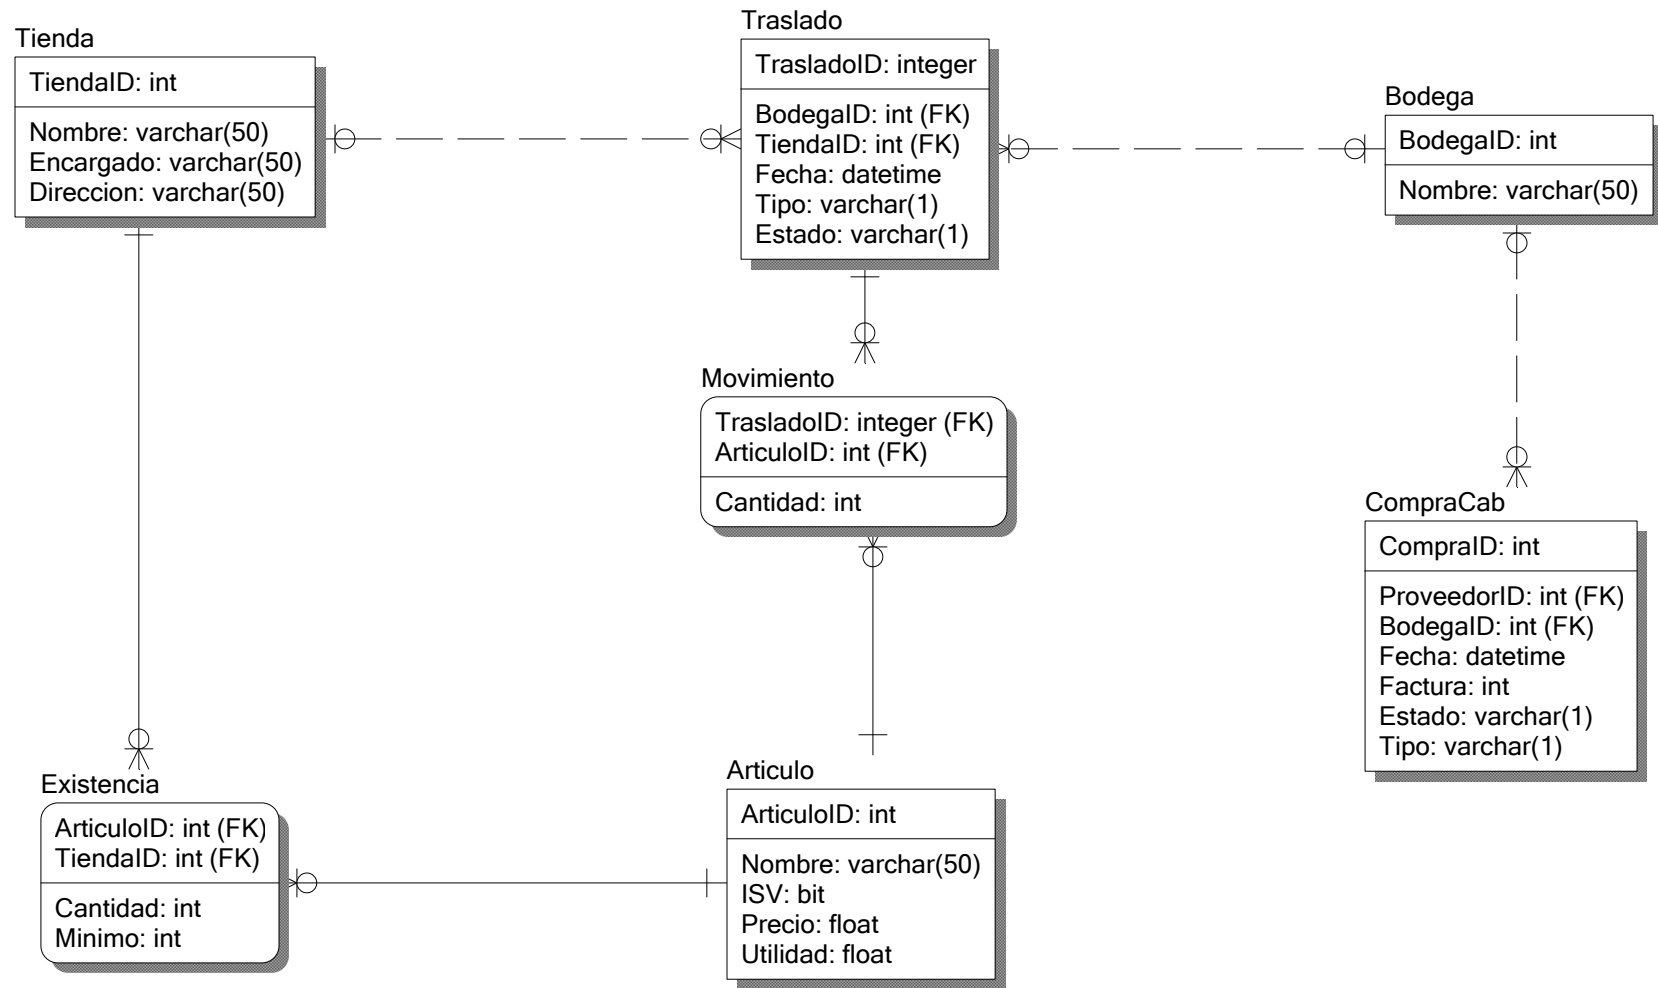 Tienda
TiendaID: int
Nombre: varchar(50)
Encargado: varchar(50)
Direccion: varchar(50)
Traslado
TrasladoID: integer
BodegaID: int (FK)
TiendaID: int (FK)
Fecha: datetime
Tipo: varchar(1)
Estado: varchar(1)
Bodega
BodegaID: int
Nombre: varchar(50)
Movimiento
TrasladoID: integer (FK)
ArticuloID: int (FK)
Cantidad: int
CompraCab
CompraID: int
ProveedorID: int (FK)
BodegaID: int (FK)
Fecha: datetime
Factura: int
Estado: varchar(1)
Tipo: varchar(1)
Existencia
ArticuloID: int (FK)
TiendaID: int (FK)
Cantidad: int
Minimo: int
Articulo
ArticuloID: int
Nombre: varchar(50)
ISV: bit
Precio: float
Utilidad: float